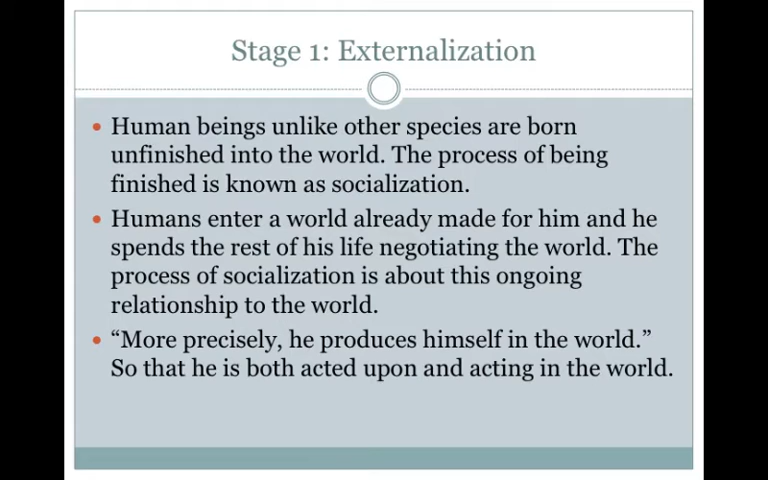 Stage 1: Externalization
• Human beings unlike other species are born
unfinished into the world. The process of being
finished is known as socialization.
• Humans enter a world already made for him and he
spends the rest of his life negotiating the world. The
process of socialization is about this ongoing
relationship to the world.
• “More precisely, he produces himself in the world.”
So that he is both acted upon and acting in the world.